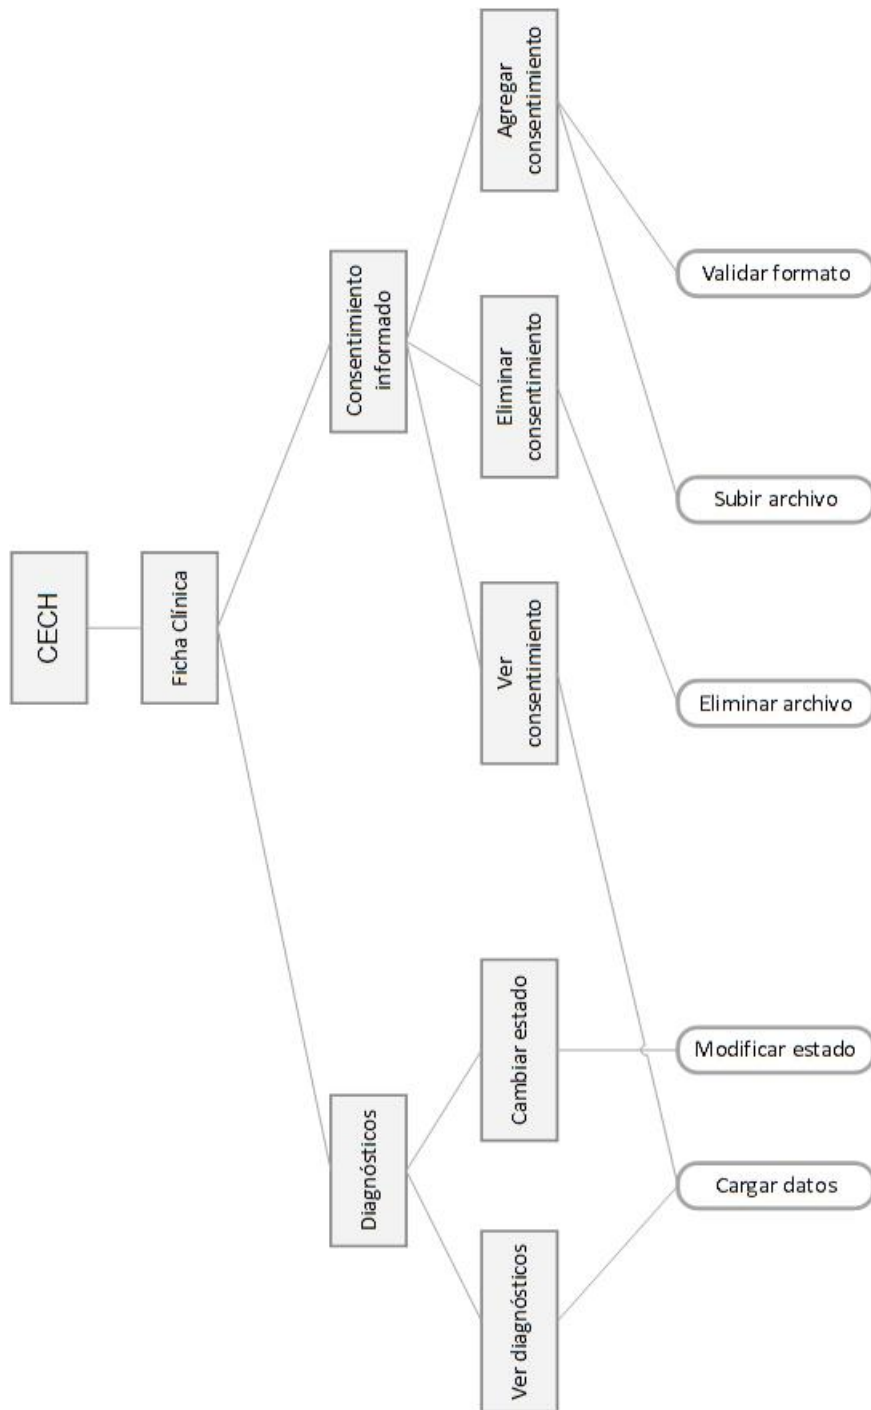 CECH
Ficha Clínica
Diagnósticos
Consentimiento
informado
Ver diagnósticos
Cambiar estado
Ver
consentimiento
Eliminar
consentimiento
Agregar
consentimiento
Cargar datos
Modificar estado
Eliminar archivo
Subir archivo
Validar formato